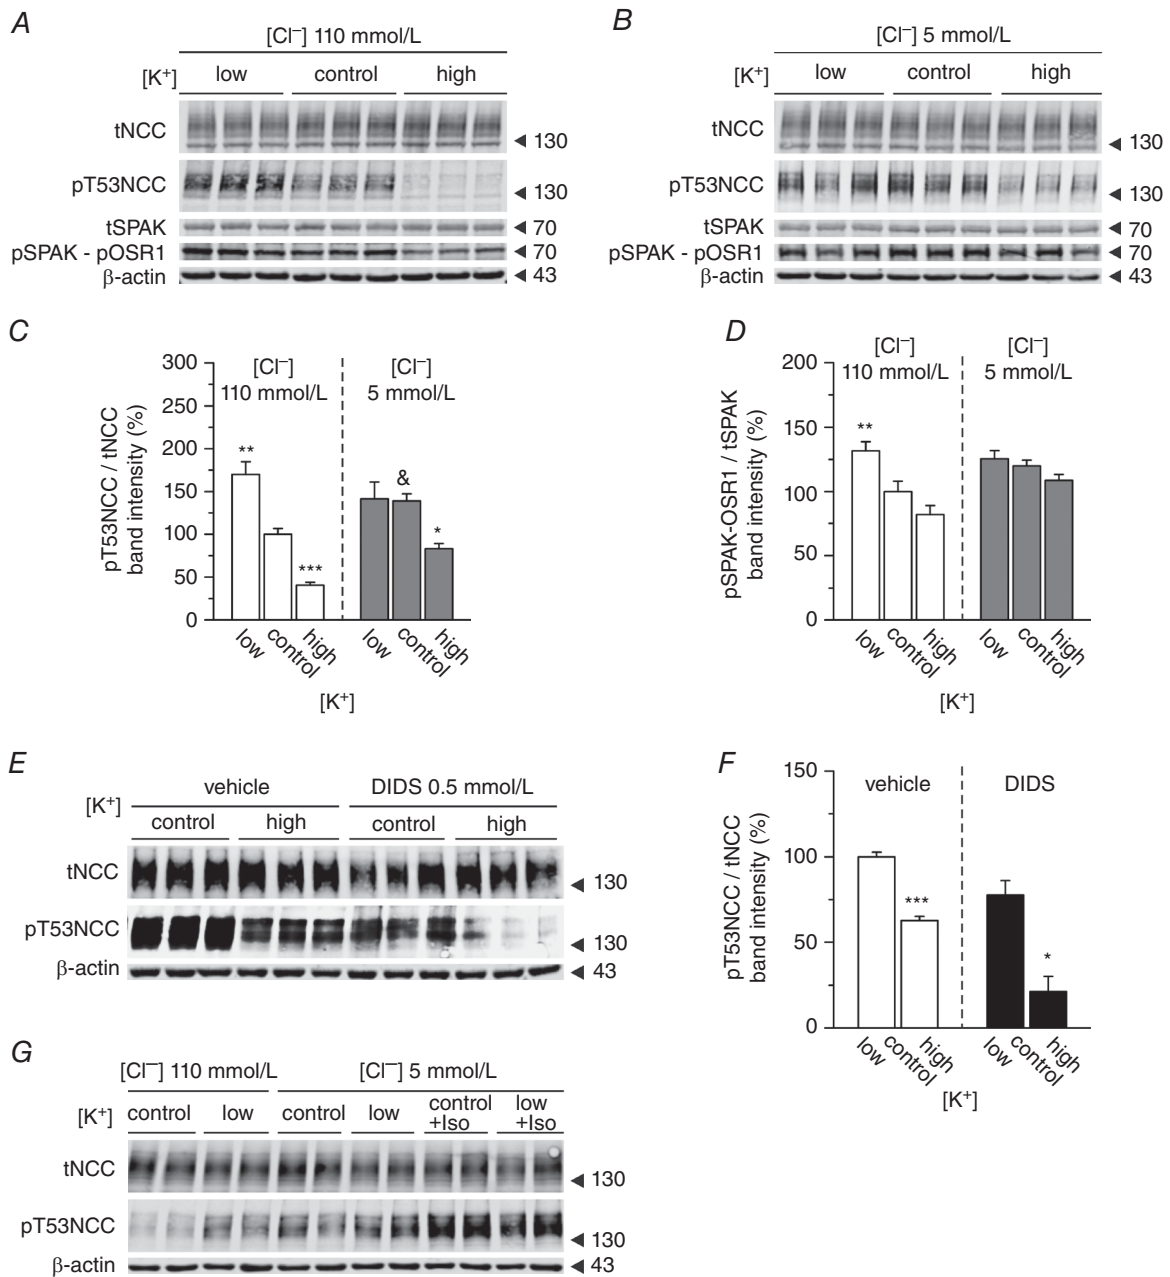 A
[Cl⁻] 110 mmol/L
[K⁺] low control high
tNCC
130
pT53NCC
130
tSPAK 70
pSPAK - pOSR1 70
β-actin 43
B
[Cl⁻] 5 mmol/L
[K⁺] low control high
tNCC
130
pT53NCC
130
tSPAK 70
pSPAK - pOSR1 70
β-actin 43
C
[Cl⁻] [Cl⁻]
110 mmol/L 5 mmol/L
pT53NCC / tNCC
band intensity (%)
300
250
200
150
100
50
0
** *** & *
low control high low control high
[K⁺]
D
[Cl⁻] [Cl⁻]
110 mmol/L 5 mmol/L
pSPAK-OSR1 / tSPAK
band intensity (%)
200
150
100
50
0
**
low control high low control high
[K⁺]
E
vehicle DIDS 0.5 mmol/L
[K⁺]
control high control high
tNCC
130
pT53NCC
130
β-actin 43
F
vehicle DIDS
pT53NCC / tNCC
band intensity (%)
150
100
50
0
*** *
low control high low control high
[K⁺]
G
[Cl⁻] 110 mmol/L [Cl⁻] 5 mmol/L
[K⁺] control low control low control +Iso low +Iso
tNCC
130
pT53NCC
130
β-actin 43